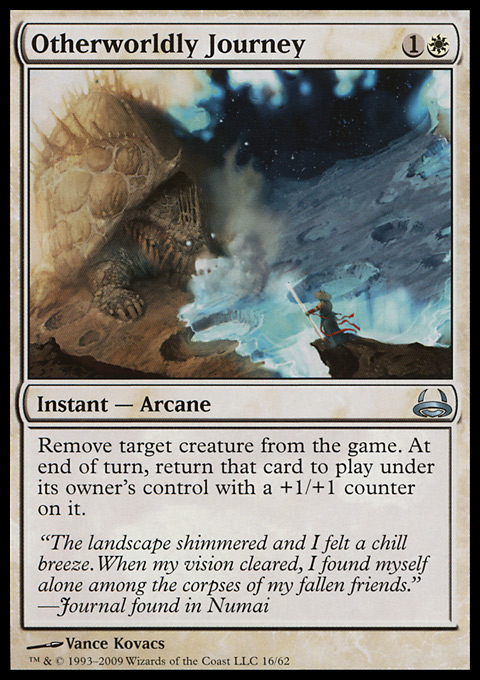 Otherworldly Journey 1
Instant — Arcane
Remove target creature from the game. At
end of turn, return that card to play under
its owner's control with a +1/+1 counter
on it.
“The landscape shimmered and I felt a chill
breeze. When my vision cleared, I found myself
alone among the corpses of my fallen friends.”
—Journal found in Numai
Vance Kovacs
™ & © 1993–2009 Wizards of the Coast LLC 16/62